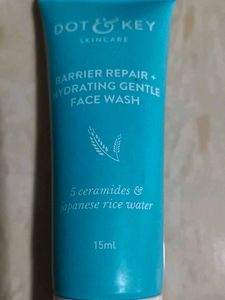 DOT & KEY
SKINCARE
BARRIER REPAIR +
HYDRATING GENTLE
FACE WASH
5 ceramides &
japanese rice water
15ml